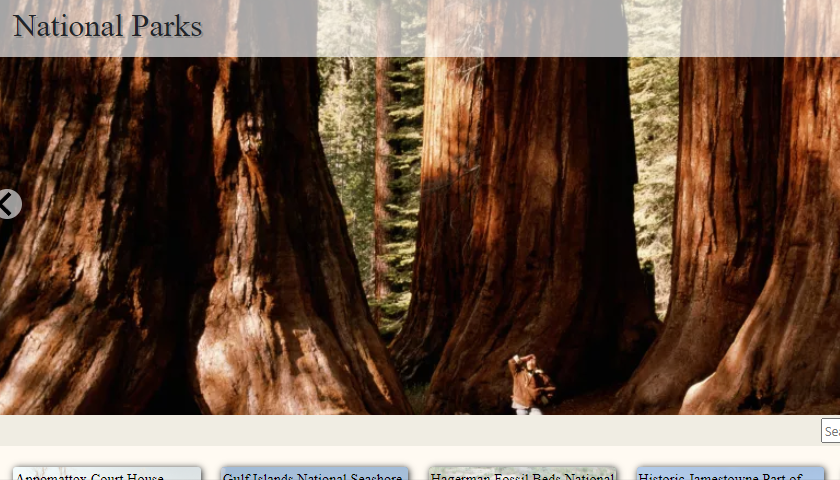 National Parks
Sea
Appomattox Court House
Gulf Islands National Seashore
Hagerman Fossil Beds National
Historic Jamestowne Part of